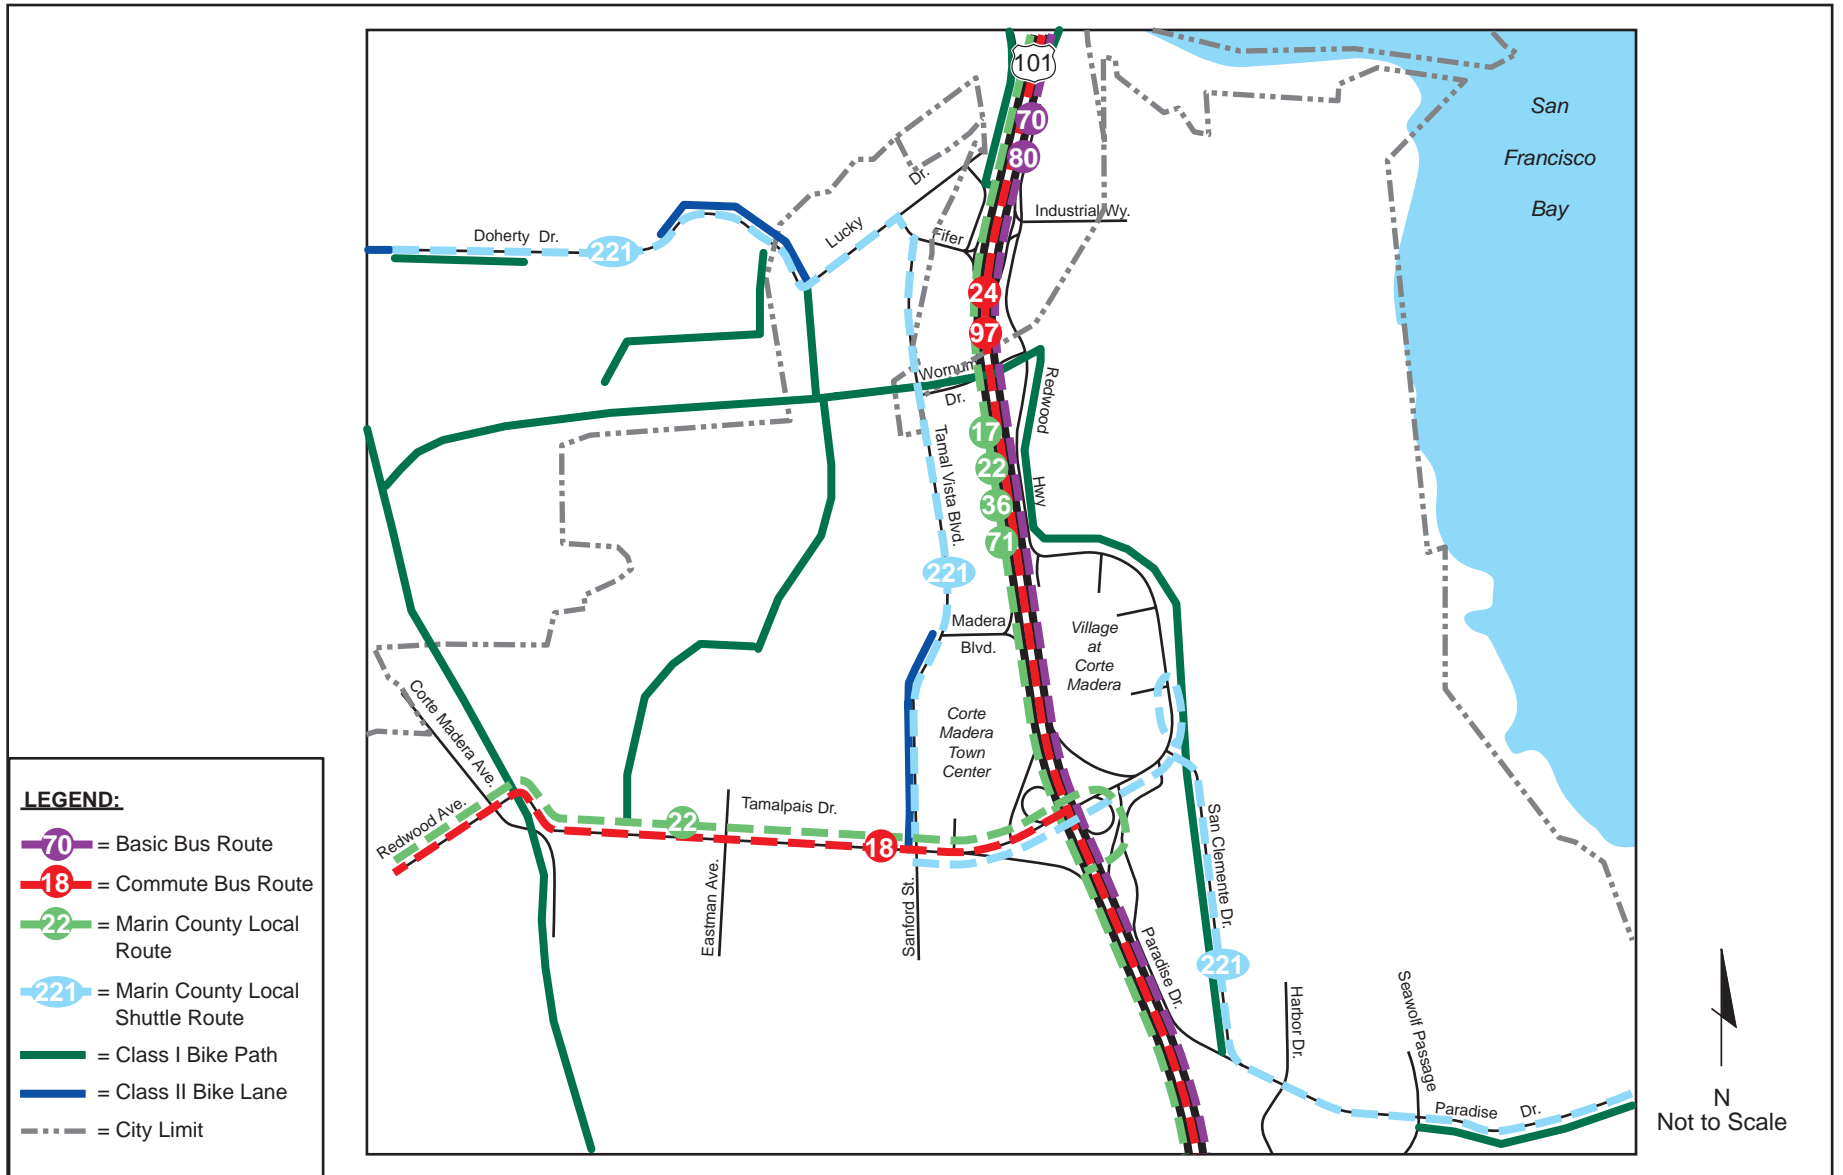 101
70
80
San
Francisco
Bay
Dr.
Industrial Wy.
Lucky
Fifer
Doherty Dr.
221
24
97
Wornum
Dr.
Redwood
Hwy
17
22
36
71
Tamal Vista Blvd.
221
Madera
Blvd.
Village
at
Corte
Madera
Corte Madera Ave.
Corte
Madera
Town
Center
Redwood Ave.
22
Tamalpais Dr.
18
Eastman Ave.
Sanford St.
San Clemente Dr.
Paradise Dr.
221
Harbor Dr.
Seawolf Passage
Paradise Dr.
LEGEND:
70 = Basic Bus Route
18 = Commute Bus Route
22 = Marin County Local
Route
221 = Marin County Local
Shuttle Route
= Class I Bike Path
= Class II Bike Lane
= City Limit
N
Not to Scale